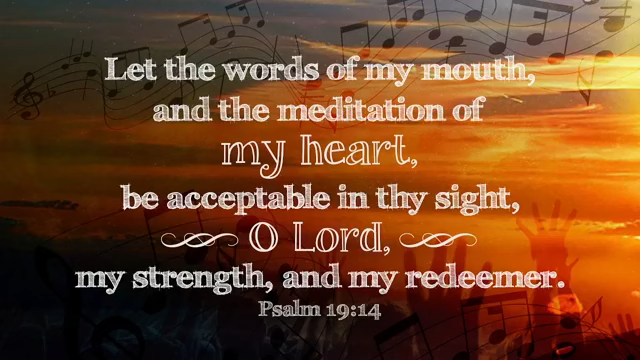 Let the words of my mouth,
and the meditation of
my heart,
be acceptable in thy sight,
O Lord,
my strength, and my redeemer.
Psalm 19:14